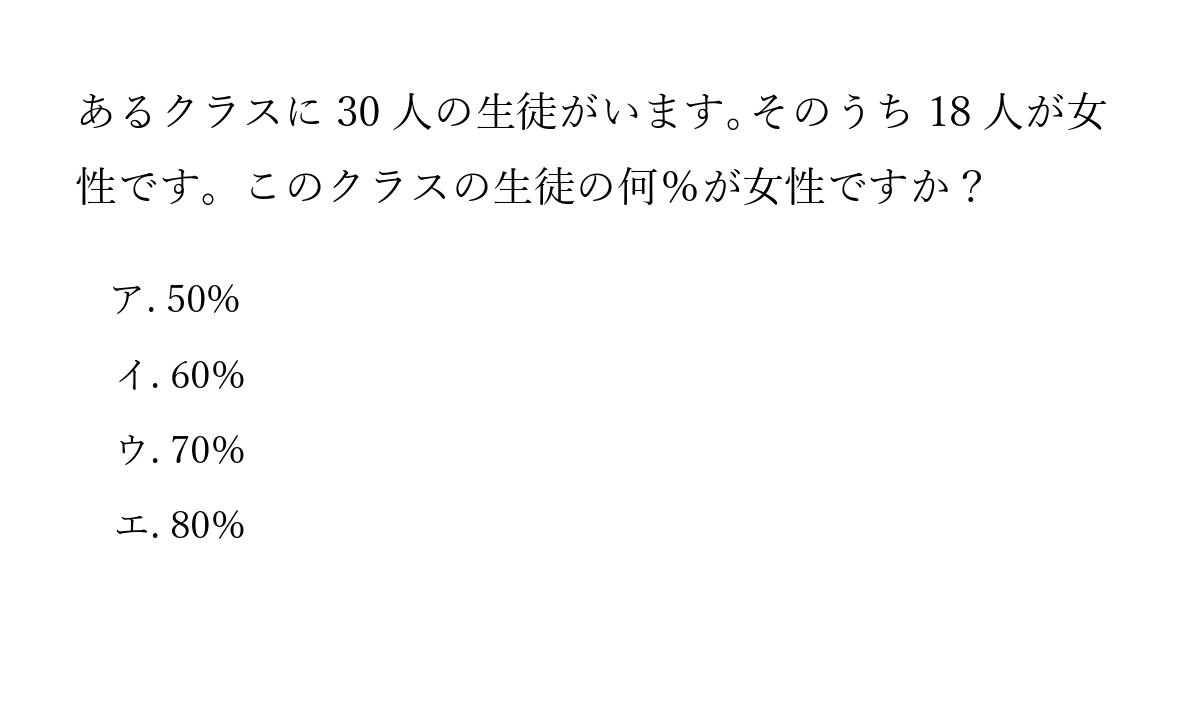 あるクラスに 30 人の生徒がいます。そのうち 18 人が女
性です。このクラスの生徒の何%が女性ですか？
ア. 50%
イ. 60%
ウ. 70%
エ. 80%